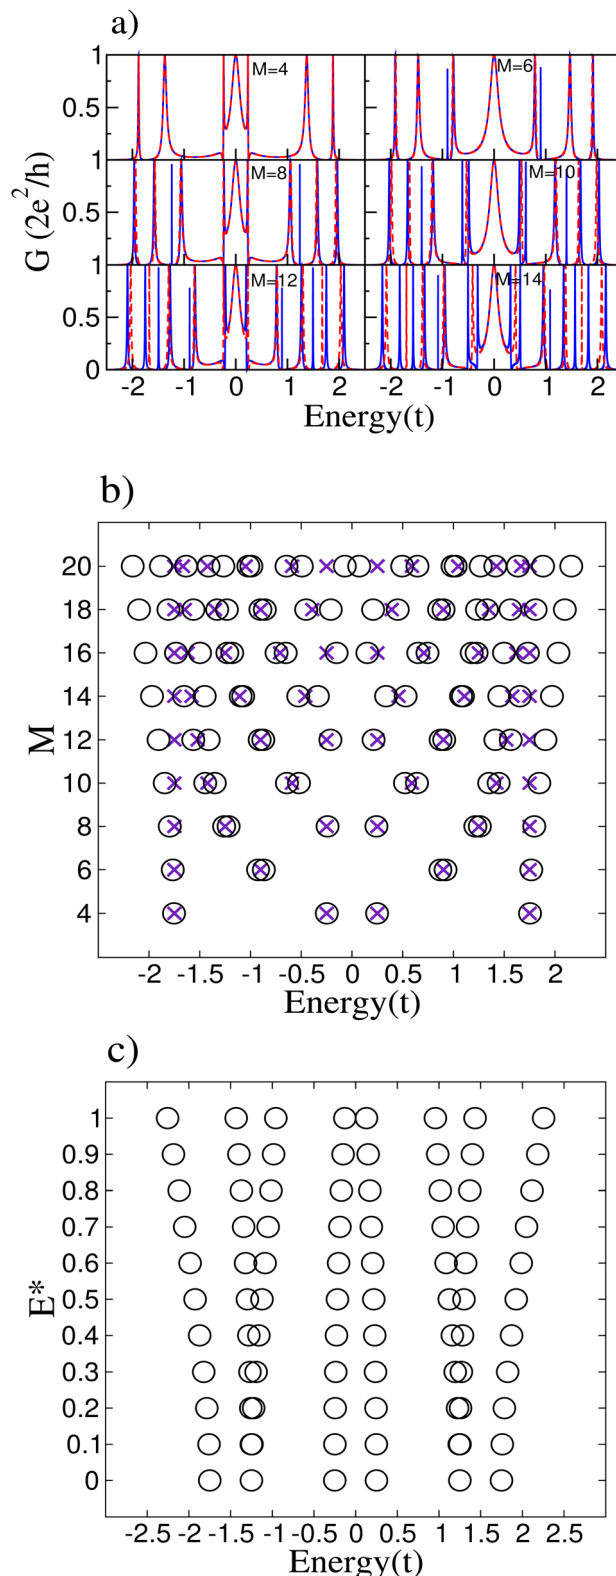 a)
1
M=4
M=6
0.5
1
M=8
M=10
0.5
1
M=12
M=14
0.5
0
-2 -1 0 1 2 -2 -1 0 1 2
G (2e²/h)
Energy(t)
b)
20
18
16
14
12
10
8
6
4
M
-2 -1.5 -1 -0.5 0 0.5 1 1.5 2
Energy(t)
c)
1
0.9
0.8
0.7
0.6
0.5
0.4
0.3
0.2
0.1
0
E*
-2.5 -2 -1.5 -1 -0.5 0 0.5 1 1.5 2 2.5
Energy(t)